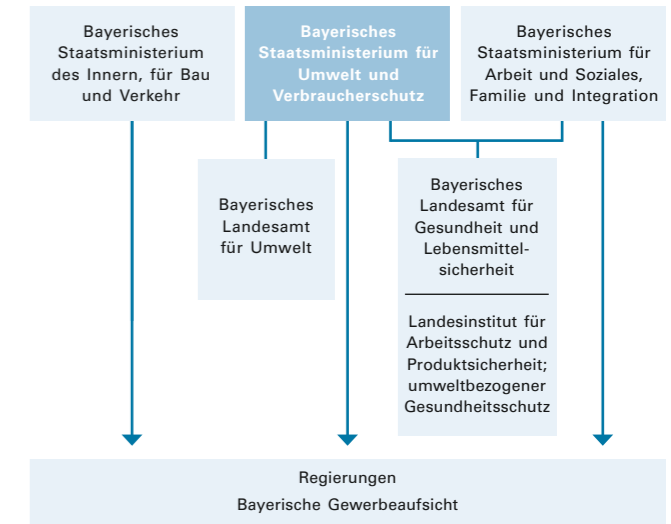 Bayerisches
Staatsministerium
des Innern, für Bau
und Verkehr
Bayerisches
Staatsministerium für
Umwelt und
Verbraucherschutz
Bayerisches
Staatsministerium für
Arbeit und Soziales,
Familie und Integration
Bayerisches
Landesamt
für Umwelt
Bayerisches
Landesamt für
Gesundheit und
Lebensmittel-
sicherheit
Landesinstitut für
Arbeitsschutz und
Produktsicherheit;
umweltbezogener
Gesundheitsschutz
Regierungen
Bayerische Gewerbeaufsicht